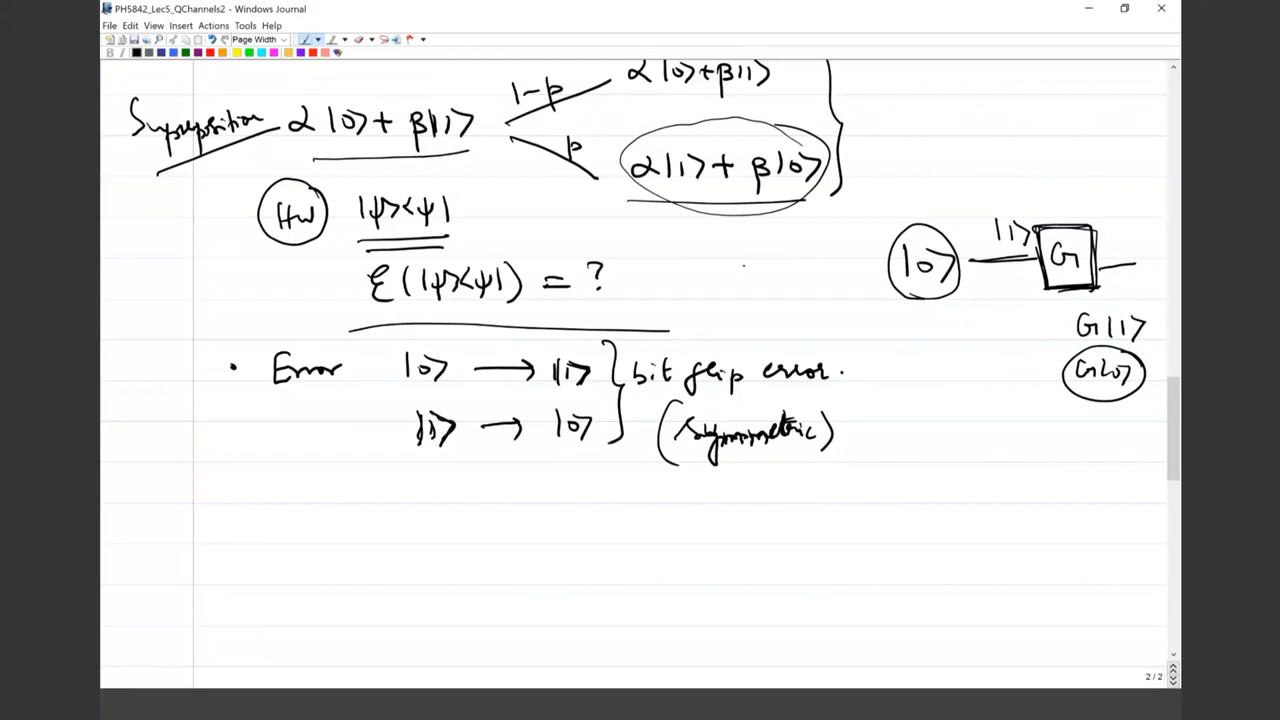 PH5842_Lec5_QChannels2 - Windows Journal
File Edit View Insert Actions Tools Help
Page Width
B I
α|0>+β|1>
1-p
Superposition α|0>+ β|1>
p
α|1>+ β|0>
HW |ψ><ψ|
|1>
|0> G
ξ(|ψ><ψ|) = ?
G|1>
G|0>
• Error |0> → |1> } bit flip error.
|1> → |0> (symmetric)
2 / 2